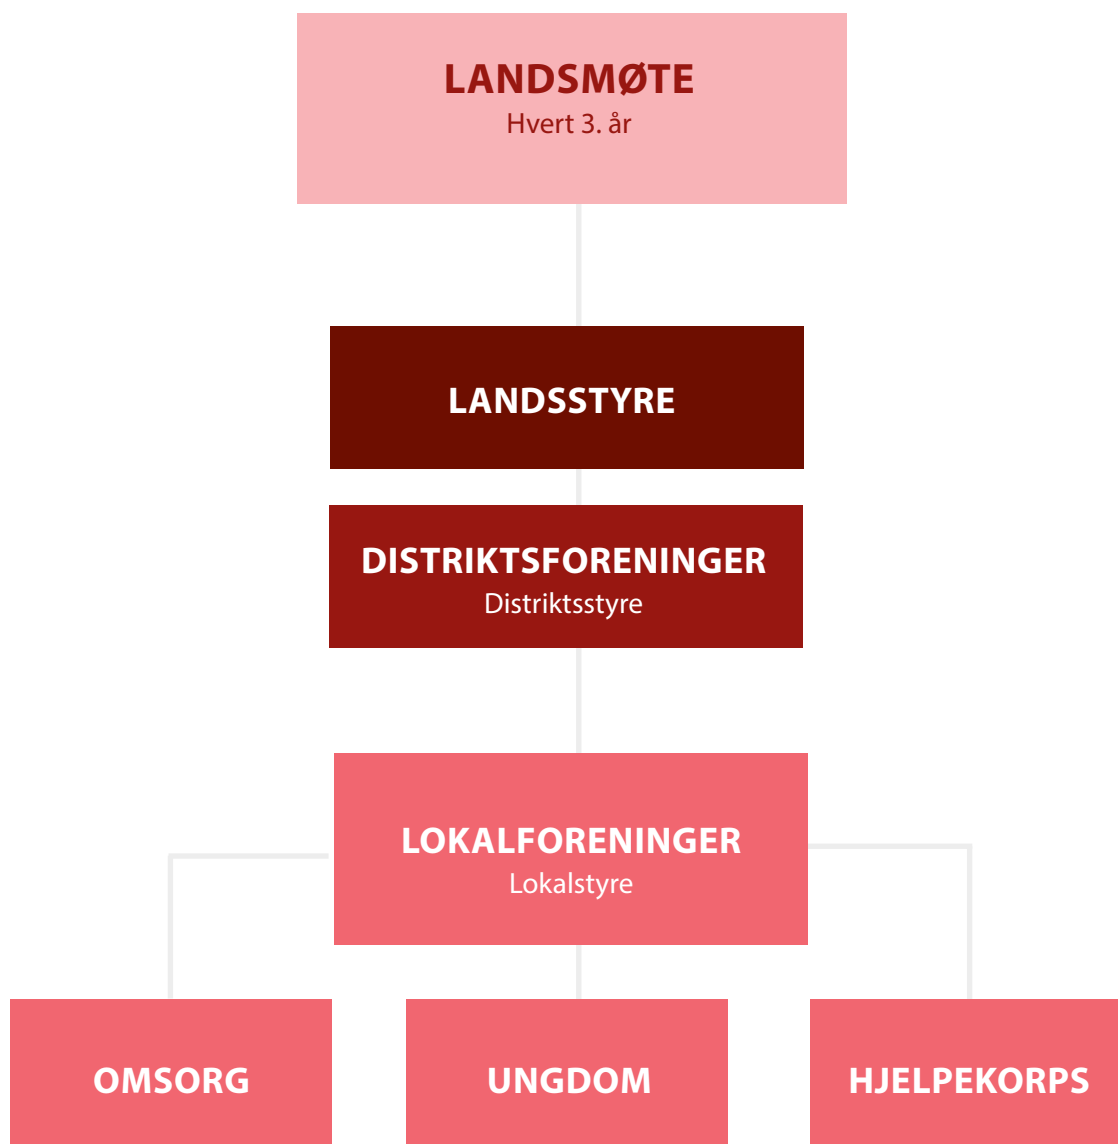 LANDSMØTE
Hvert 3. år
LANDSSTYRE
DISTRIKTSFORENINGER
Distriktsstyre
LOKALFORENINGER
Lokalstyre
OMSORG
UNGDOM
HJELPEKORPS